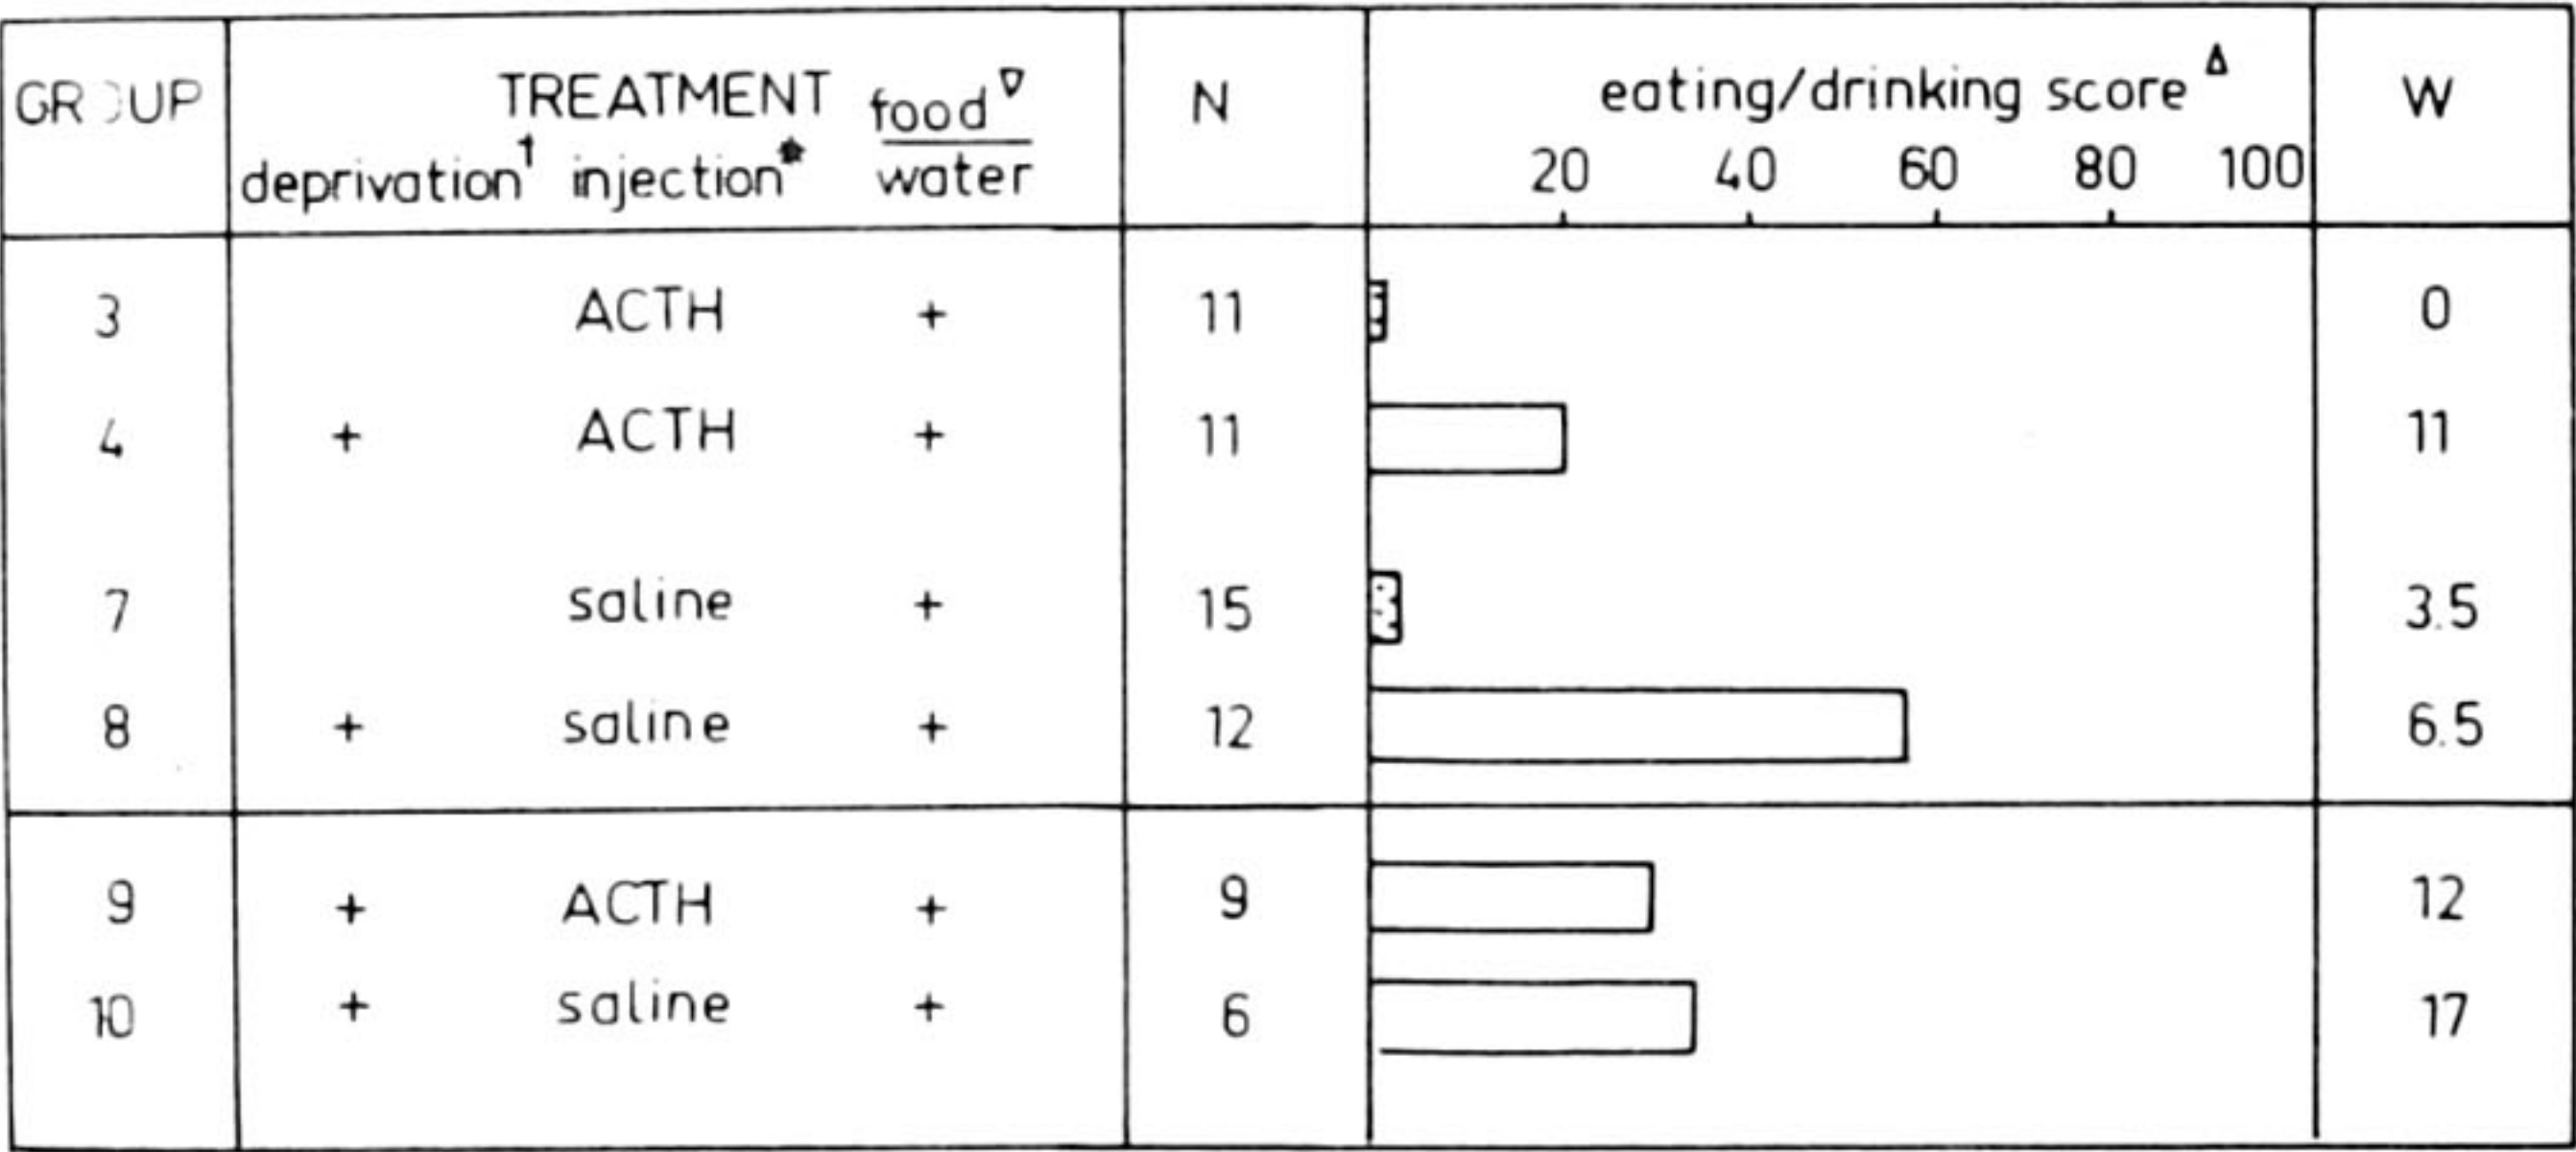 GROUP TREATMENT food▽ N eating/drinking score Δ W
deprivation† injection* water 20 40 60 80 100
3 ACTH + 11 0
4 + ACTH + 11 11
7 saline + 15 3.5
8 + saline + 12 6.5
9 + ACTH + 9 12
10 + saline + 6 17